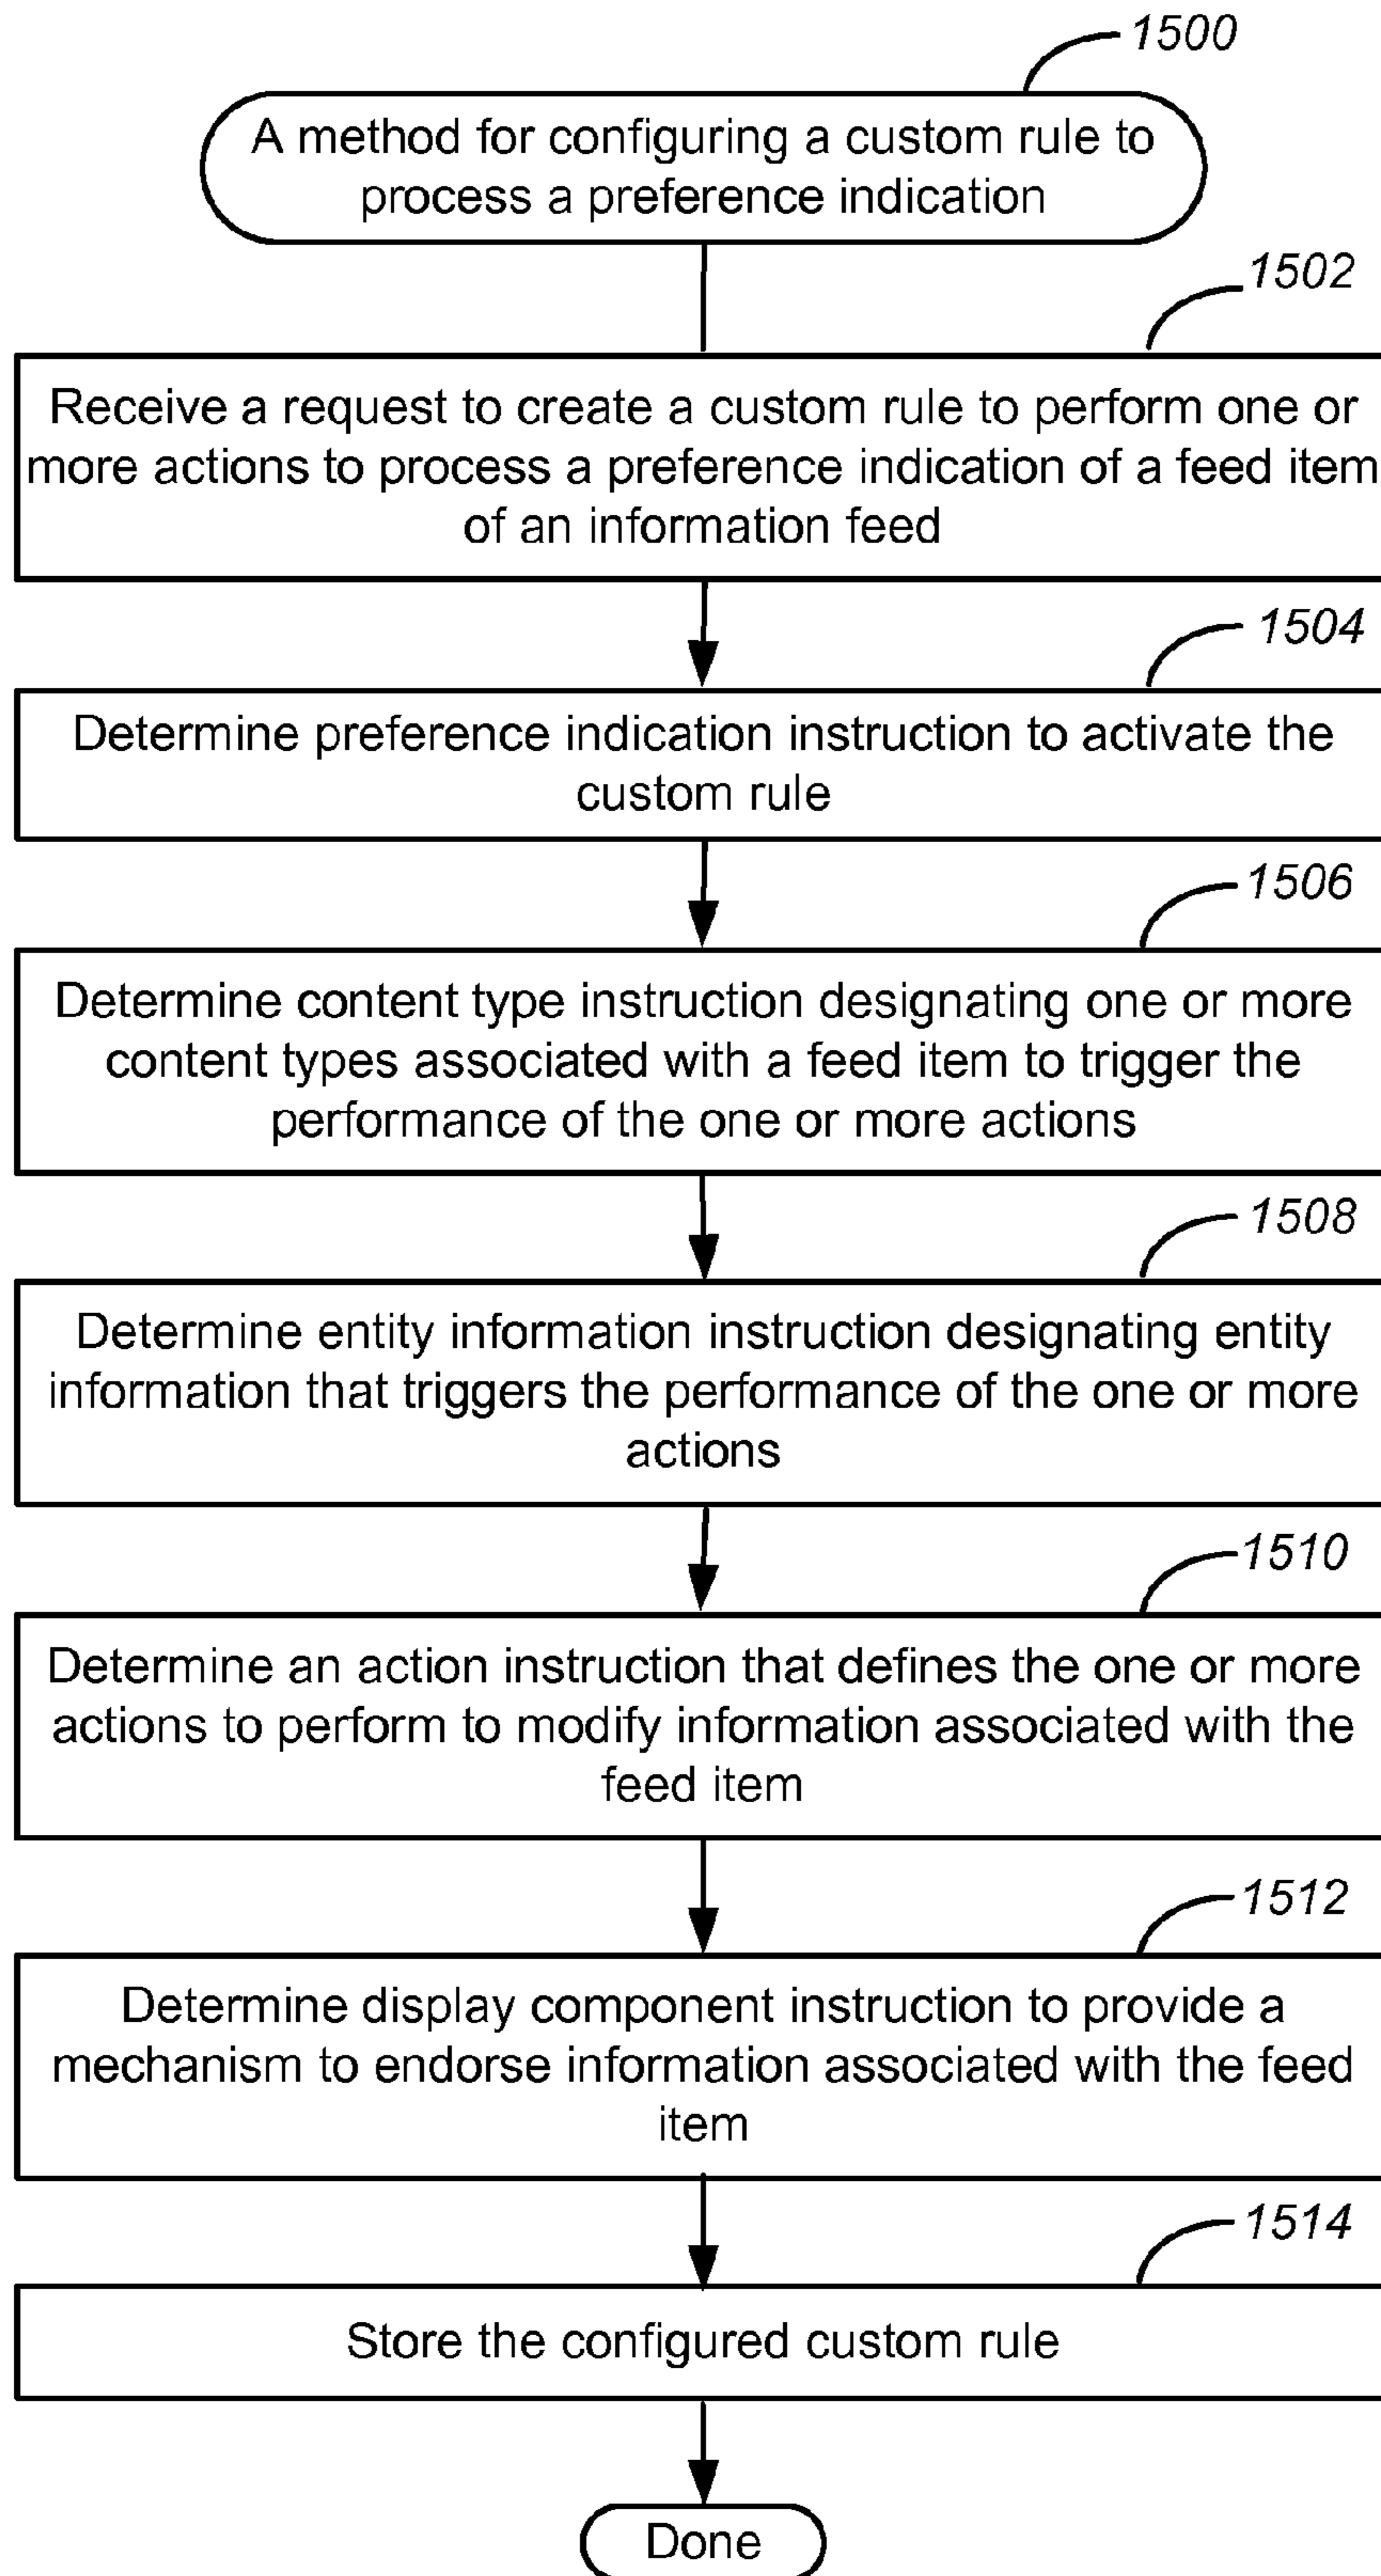 1500
A method for configuring a custom rule to
process a preference indication
1502
Receive a request to create a custom rule to perform one or
more actions to process a preference indication of a feed item
of an information feed
1504
Determine preference indication instruction to activate the
custom rule
1506
Determine content type instruction designating one or more
content types associated with a feed item to trigger the
performance of the one or more actions
1508
Determine entity information instruction designating entity
information that triggers the performance of the one or more
actions
1510
Determine an action instruction that defines the one or more
actions to perform to modify information associated with the
feed item
1512
Determine display component instruction to provide a
mechanism to endorse information associated with the feed
item
1514
Store the configured custom rule
Done